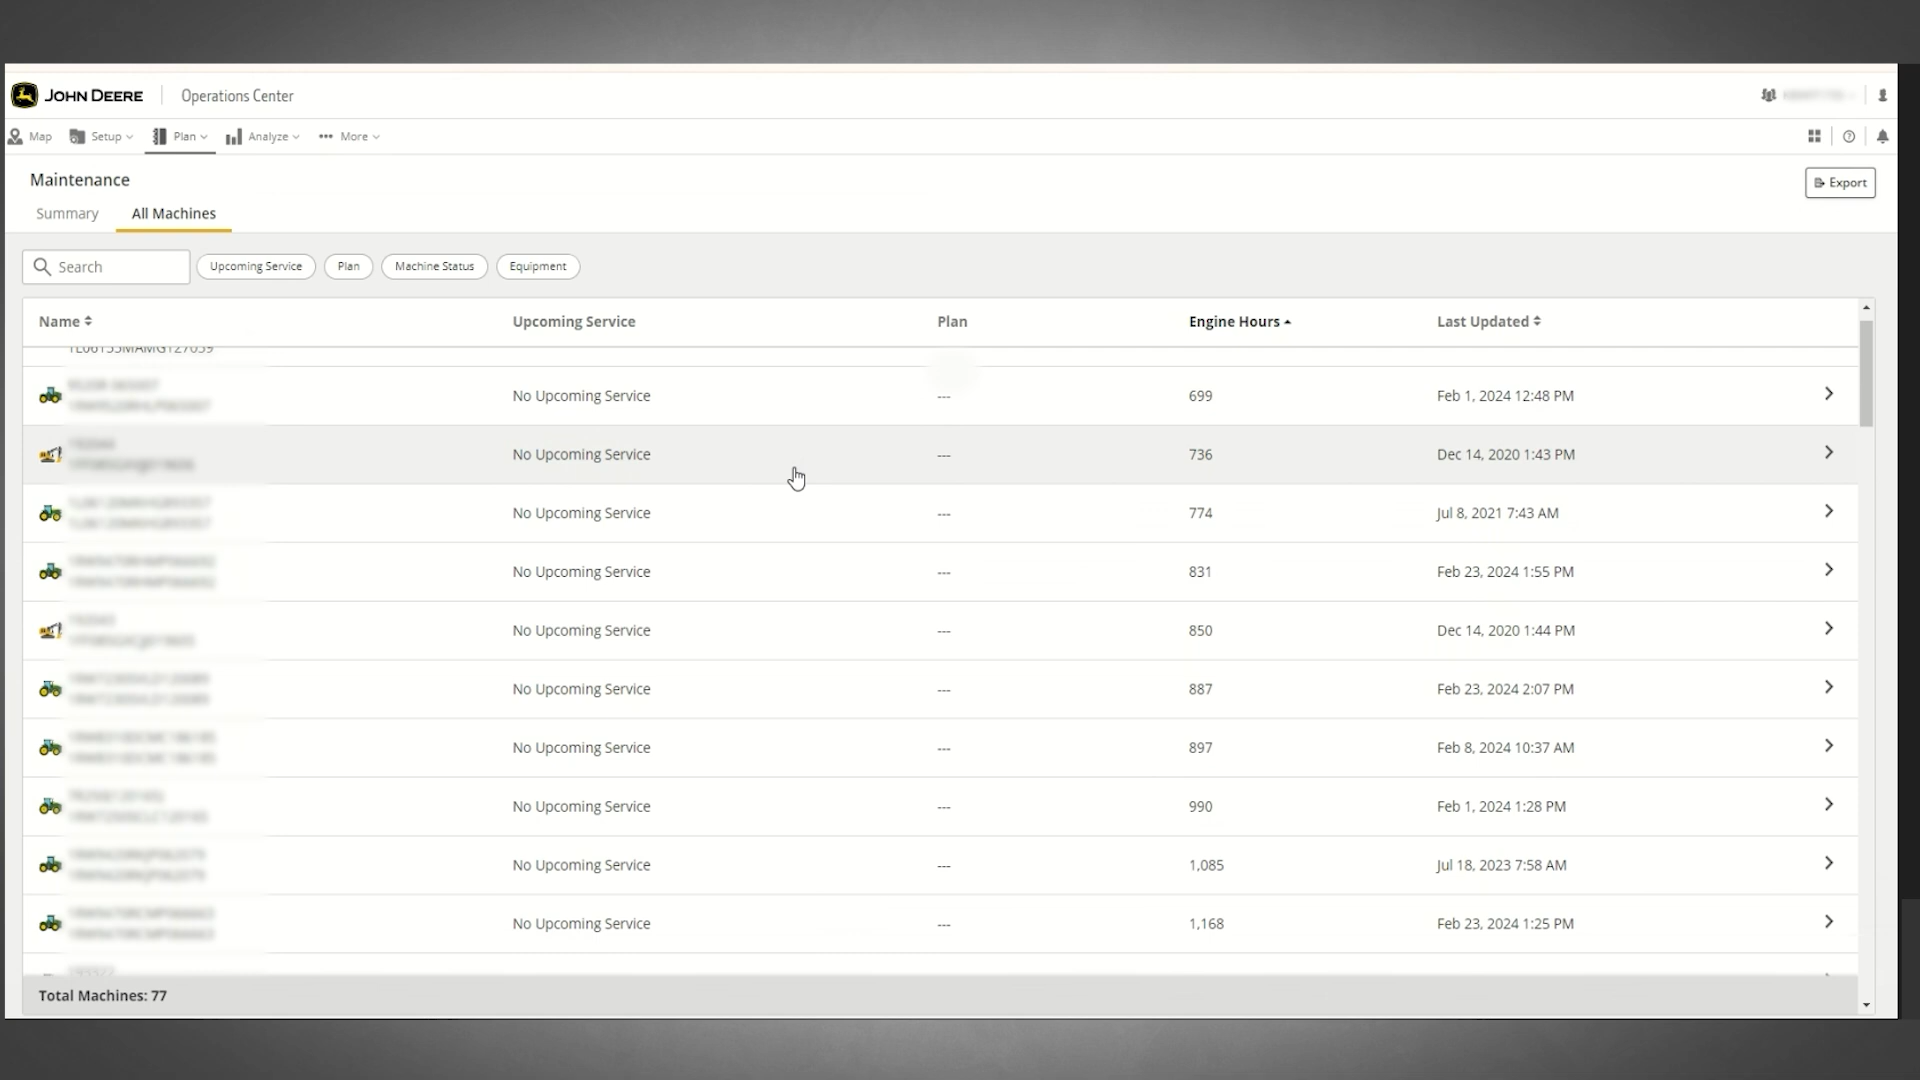 JOHN DEERE Operations Center
Map Setup Plan Analyze More
Maintenance
Export
Summary All Machines
Search Upcoming Service Plan Machine Status Equipment
Name Upcoming Service Plan Engine Hours Last Updated
No Upcoming Service --- 699 Feb 1, 2024 12:48 PM
No Upcoming Service --- 736 Dec 14, 2020 1:43 PM
No Upcoming Service --- 774 Jul 8, 2021 7:43 AM
No Upcoming Service --- 831 Feb 23, 2024 1:55 PM
No Upcoming Service --- 850 Dec 14, 2020 1:44 PM
No Upcoming Service --- 887 Feb 23, 2024 2:07 PM
No Upcoming Service --- 897 Feb 8, 2024 10:37 AM
No Upcoming Service --- 990 Feb 1, 2024 1:28 PM
No Upcoming Service --- 1,085 Jul 18, 2023 7:58 AM
No Upcoming Service --- 1,168 Feb 23, 2024 1:25 PM
Total Machines: 77